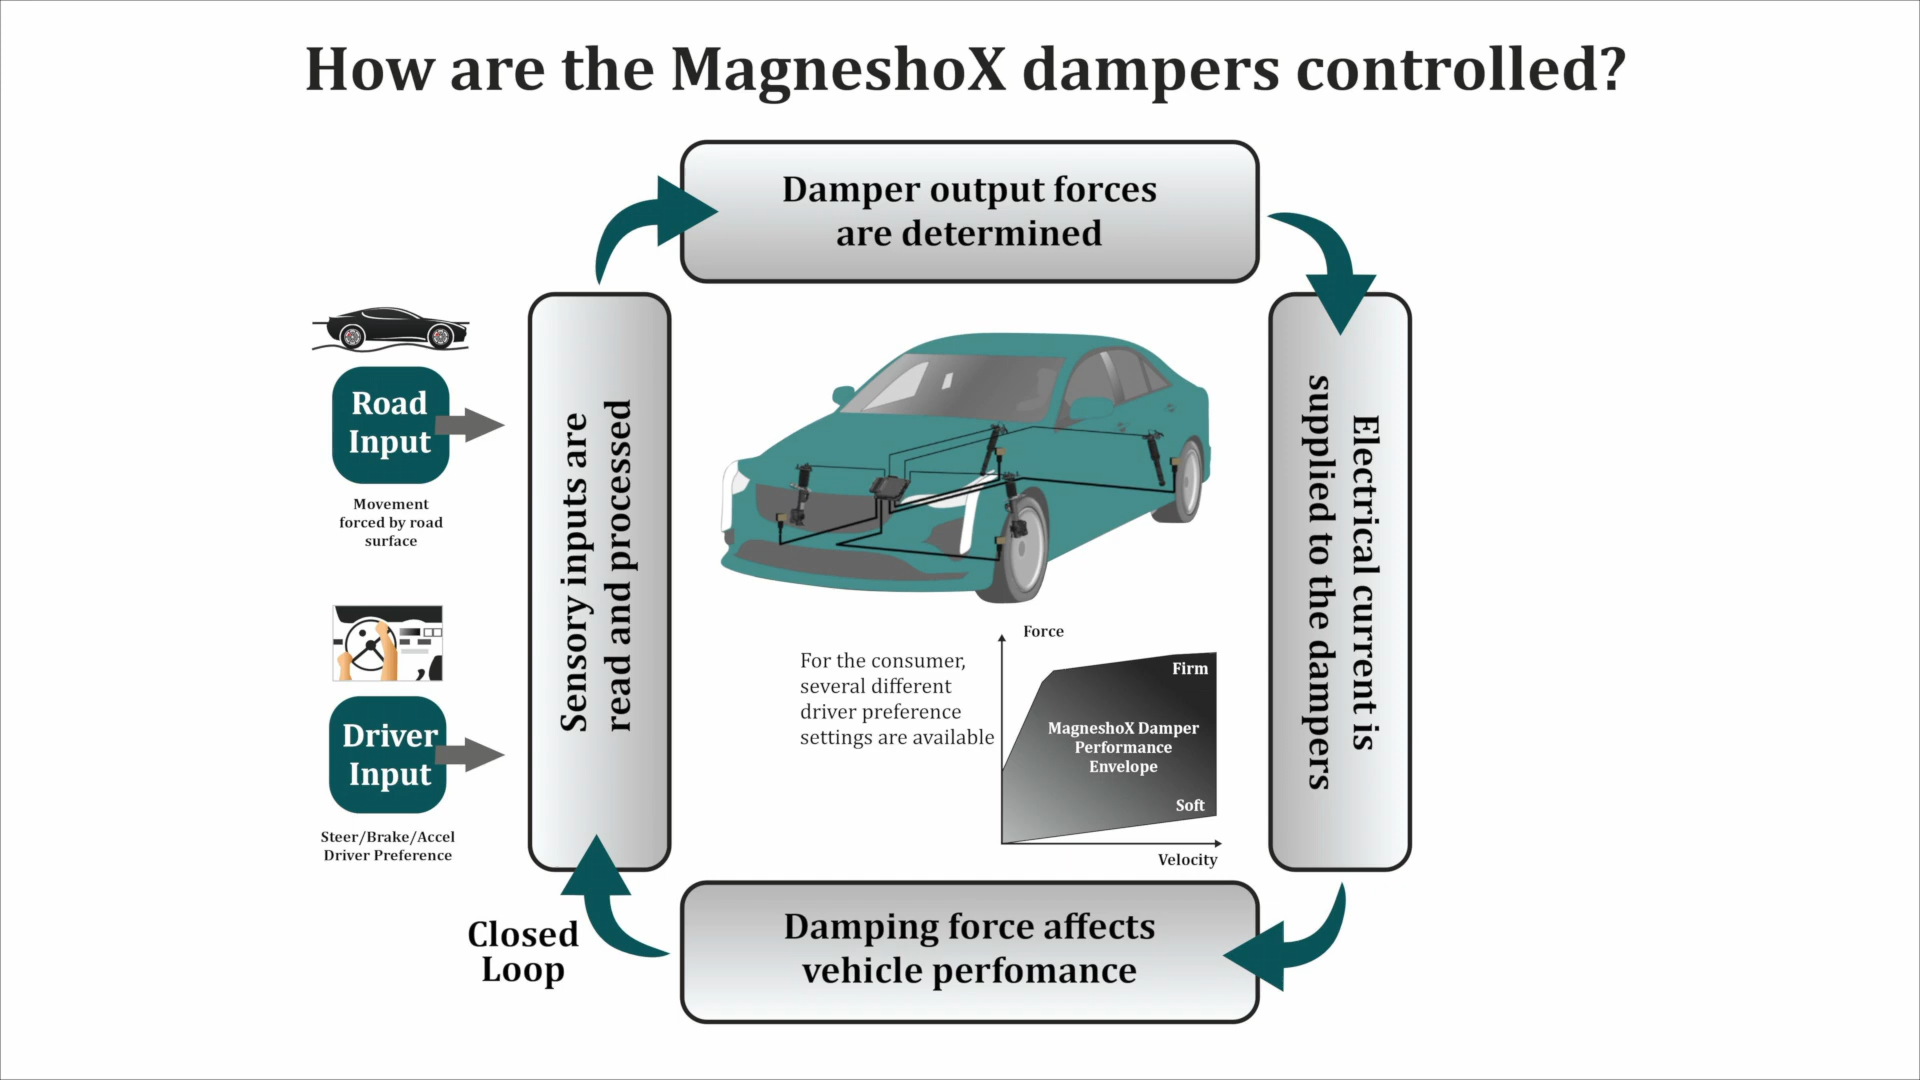 How are the MagneshoX dampers controlled?
Damper output forces
are determined
Road
Input
Movement
forced by road
surface
Driver
Input
Steer/Brake/Accel
Driver Preference
Sensory inputs are
read and processed
Electrical current is
supplied to the dampers
For the consumer,
several different
driver preference
settings are available
Force
Firm
MagneshoX Damper
Performance
Envelope
Soft
Velocity
Closed
Loop
Damping force affects
vehicle perfomance